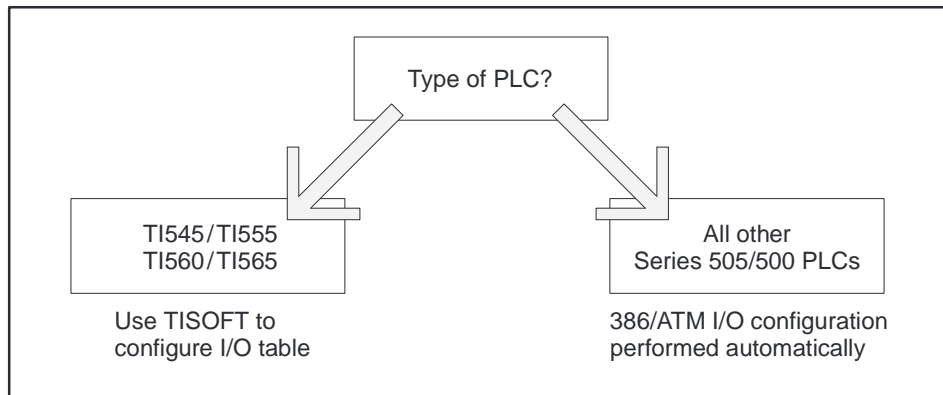 Type of PLC?
TI545/TI555
TI560/TI565
All other
Series 505/500 PLCs
Use TISOFT to
configure I/O table
386/ATM I/O configuration
performed automatically